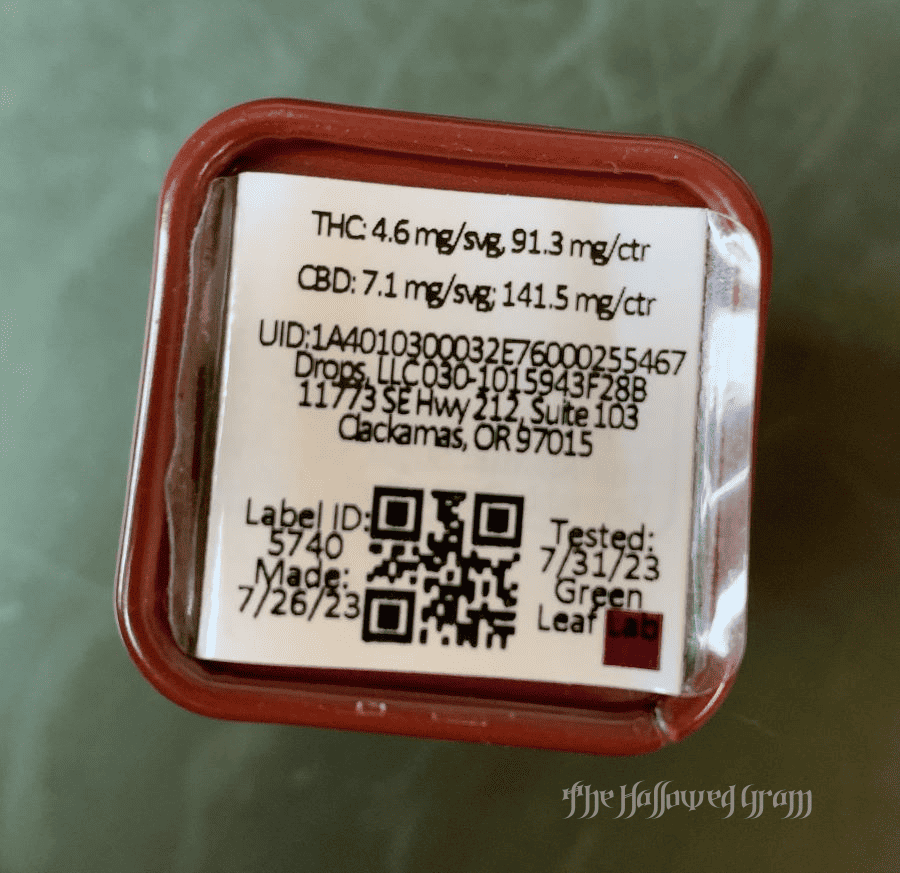 THC: 4.6 mg/svg, 91.3 mg/ctr
CBD: 7.1 mg/svg; 141.5 mg/ctr
UID:1A4010300032E76000255467
Drops, LLC 030-1015943F28B
11773 SE Hwy 212, Suite 103
Clackamas, OR 97015
Label ID:
5740
Made:
7/26/23
Tested:
7/31/23
Green
Leaf Lab
The Hallowed Gram